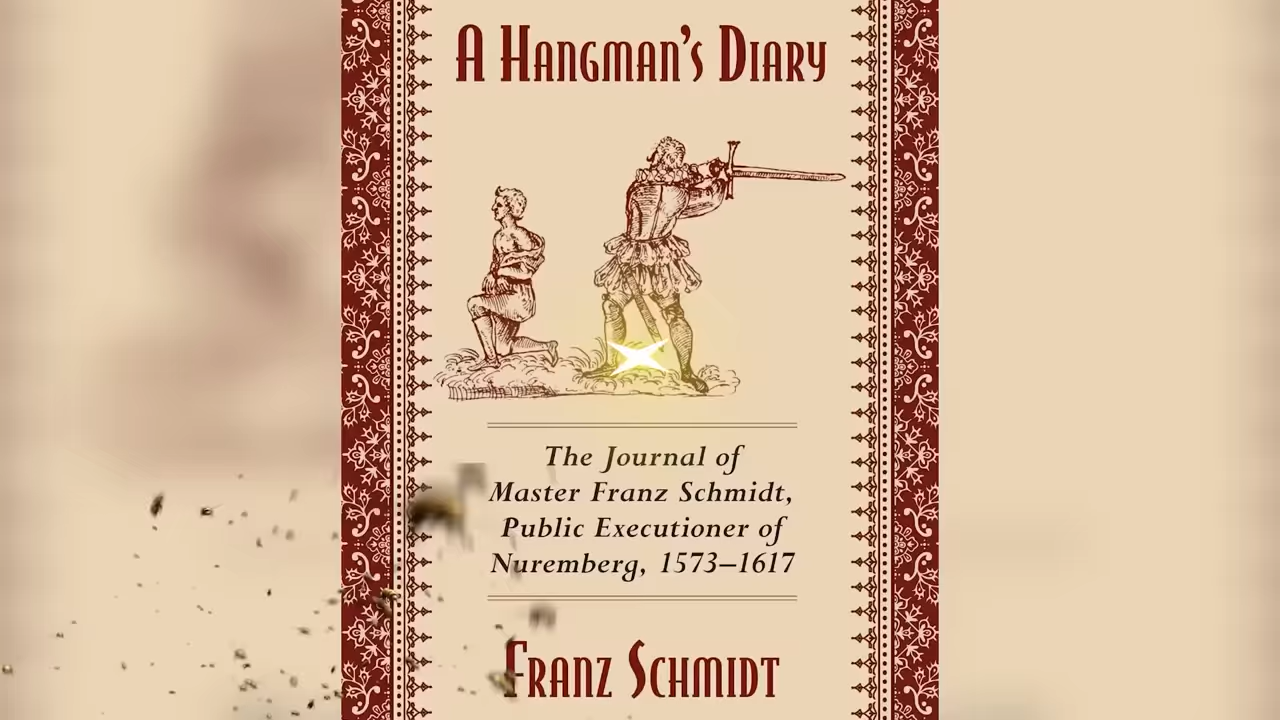 A Hangman's Diary
The Journal of
Master Franz Schmidt,
Public Executioner of
Nuremberg, 1573–1617
Franz Schmidt